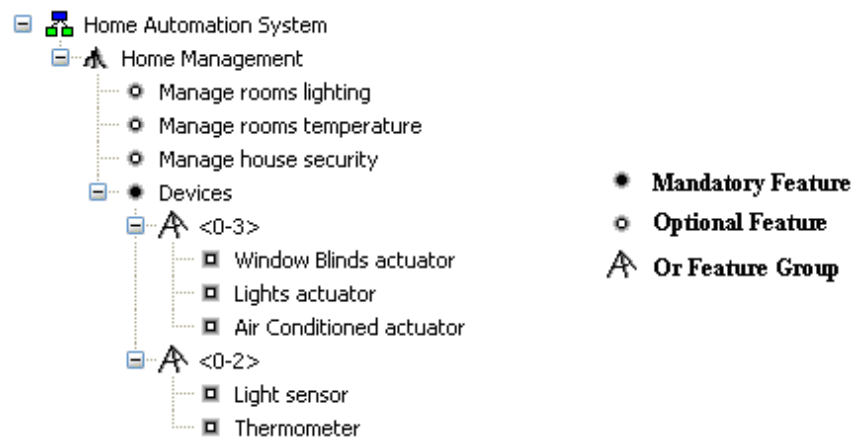 Home Automation System
Home Management
Manage rooms lighting
Manage rooms temperature
Manage house security
Devices
<0-3>
Window Blinds actuator
Lights actuator
Air Conditioned actuator
<0-2>
Light sensor
Thermometer
Mandatory Feature
Optional Feature
Or Feature Group